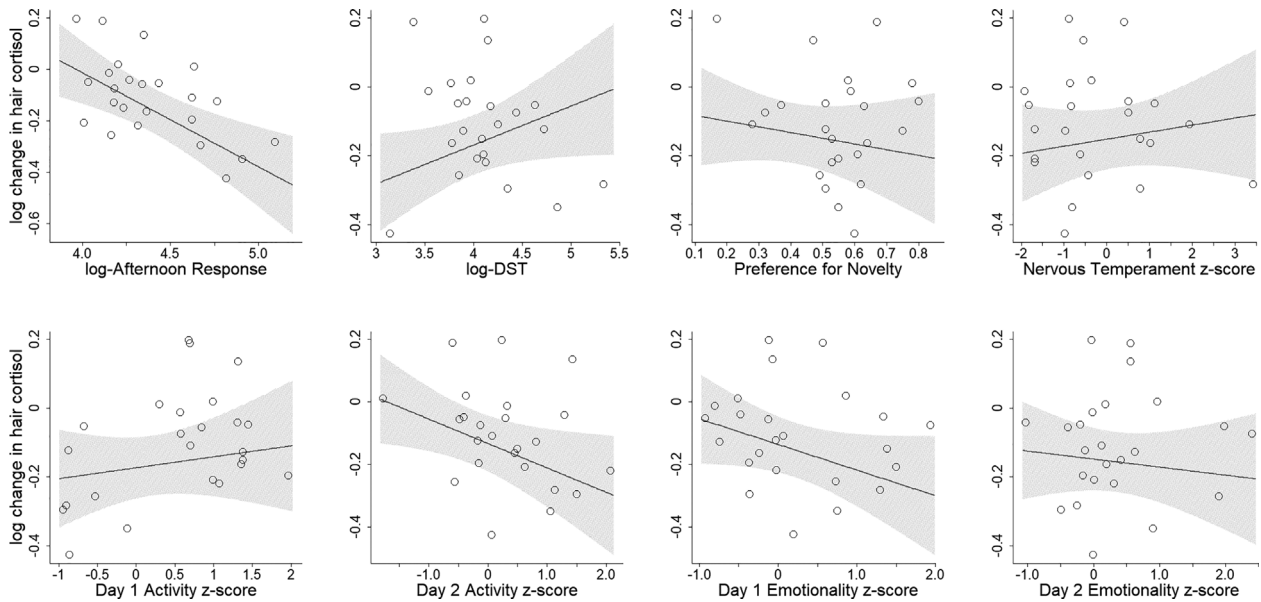 log change in hair cortisol
0.2
0
-0.2
-0.4
-0.6
4.0 4.5 5.0
log-Afternoon Response
0.2
0
-0.2
-0.4
3 3.5 4 4.5 5 5.5
log-DST
0.2
0
-0.2
-0.4
0.1 0.2 0.3 0.4 0.5 0.6 0.7 0.8
Preference for Novelty
0.2
0
-0.2
-0.4
-2 -1 0 1 2 3
Nervous Temperament z-score
log change in hair cortisol
0.2
0
-0.2
-0.4
-1 -0.5 0 0.5 1 1.5 2
Day 1 Activity z-score
0.2
0
-0.2
-0.4
-1.0 0 1.0 2.0
Day 2 Activity z-score
0.2
0
-0.2
-0.4
-1.0 0 1.0 2.0
Day 1 Emotionality z-score
0.2
0
-0.2
-0.4
-1.0 0 1.0 2.0
Day 2 Emotionality z-score